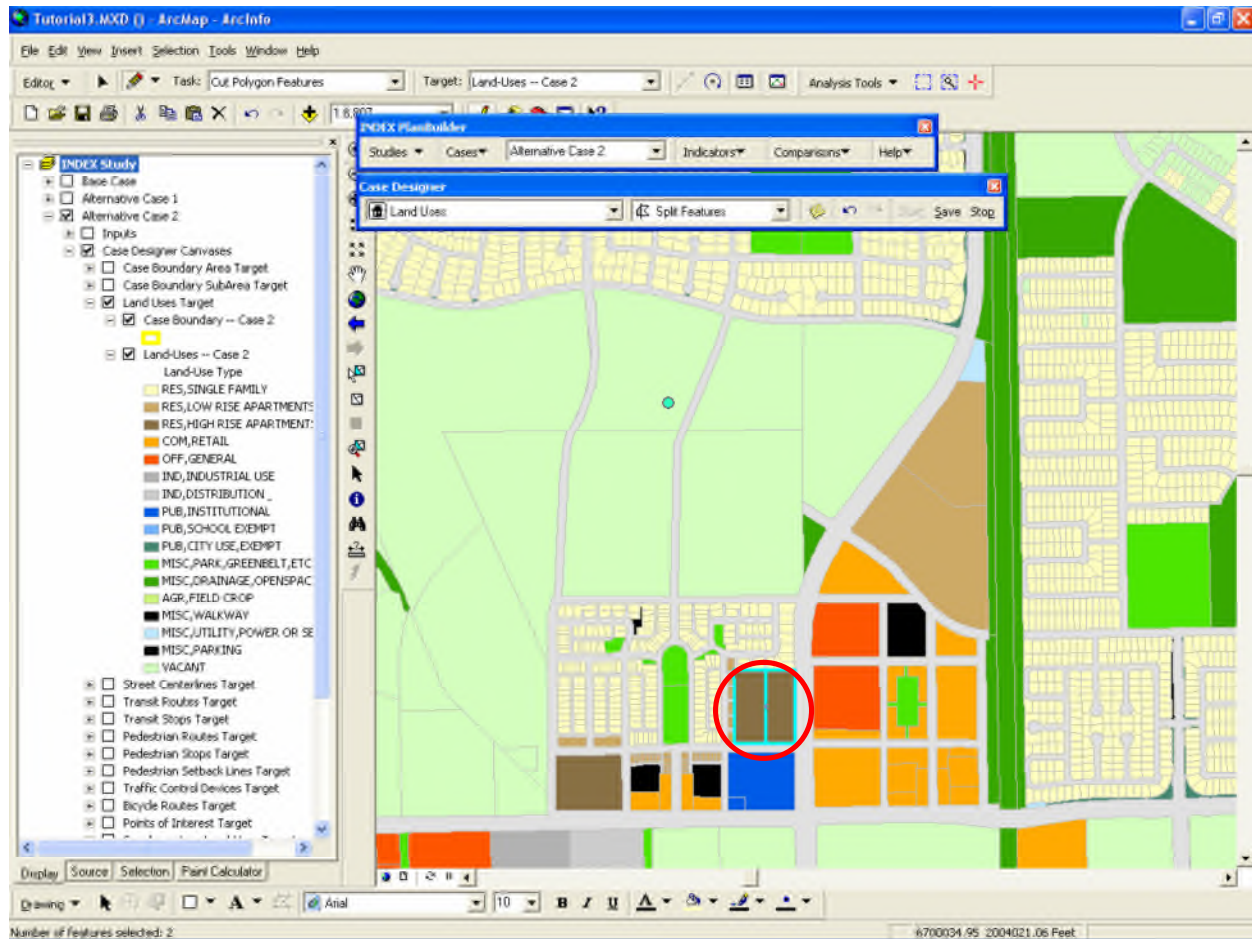 Tutorial3.MXD () - ArcMap - ArcInfo
File Edit View Insert Selection Tools Window Help
Editor Task: Cut Polygon Features Target: Land-Uses -- Case 2 Analysis Tools
INDEX PlanBuilder
Studies Cases Alternative Case 2 Indicators Comparisons Help
Case Designer
Land Uses Split Features Save Stop
INDEX Study
Base Case
Alternative Case 1
Alternative Case 2
Inputs
Case Designer Canvases
Case Boundary Area Target
Case Boundary SubArea Target
Land Uses Target
Case Boundary -- Case 2
Land-Uses -- Case 2
Land-Use Type
RES,SINGLE FAMILY
RES,LOW RISE APARTMENTS
RES,HIGH RISE APARTMENT
COM,RETAIL
OFF,GENERAL
IND,INDUSTRIAL USE
IND,DISTRIBUTION _
PUB,INSTITUTIONAL
PUB,SCHOOL EXEMPT
PUB,CITY USE,EXEMPT
MISC,PARK,GREENBELT,ETC
MISC,DRAINAGE,OPENSPAC
AGR,FIELD CROP
MISC,WALKWAY
MISC,UTILITY,POWER OR SE
MISC,PARKING
VACANT
Street Centerlines Target
Transit Routes Target
Transit Stops Target
Pedestrian Routes Target
Pedestrian Stops Target
Pedestrian Setback Lines Target
Traffic Control Devices Target
Bicycle Routes Target
Points of Interest Target
Display Source Selection Paint Calculator
Drawing A Arial 10 B I U A
Number of features selected: 2 6700034.95 2004021.06 Feet